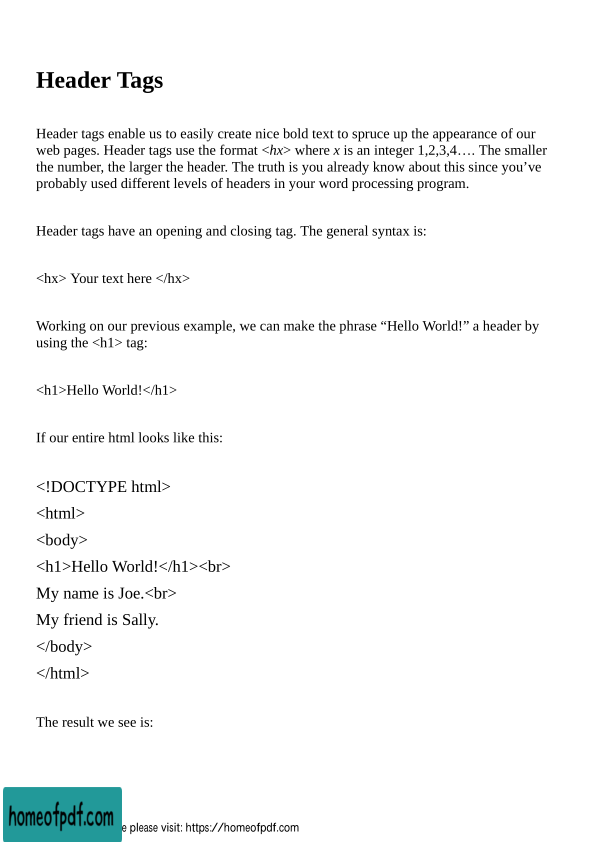 Header Tags
Header tags enable us to easily create nice bold text to spruce up the appearance of our
web pages. Header tags use the format <hx> where x is an integer 1,2,3,4…. The smaller
the number, the larger the header. The truth is you already know about this since you’ve
probably used different levels of headers in your word processing program.
Header tags have an opening and closing tag. The general syntax is:
<hx> Your text here </hx>
Working on our previous example, we can make the phrase “Hello World!” a header by
using the <h1> tag:
<h1>Hello World!</h1>
If our entire html looks like this:
<!DOCTYPE html>
<html>
<body>
<h1>Hello World!</h1><br>
My name is Joe.<br>
My friend is Sally.
</body>
</html>
The result we see is:
homeofpdf.com
e please visit: https://homeofpdf.com